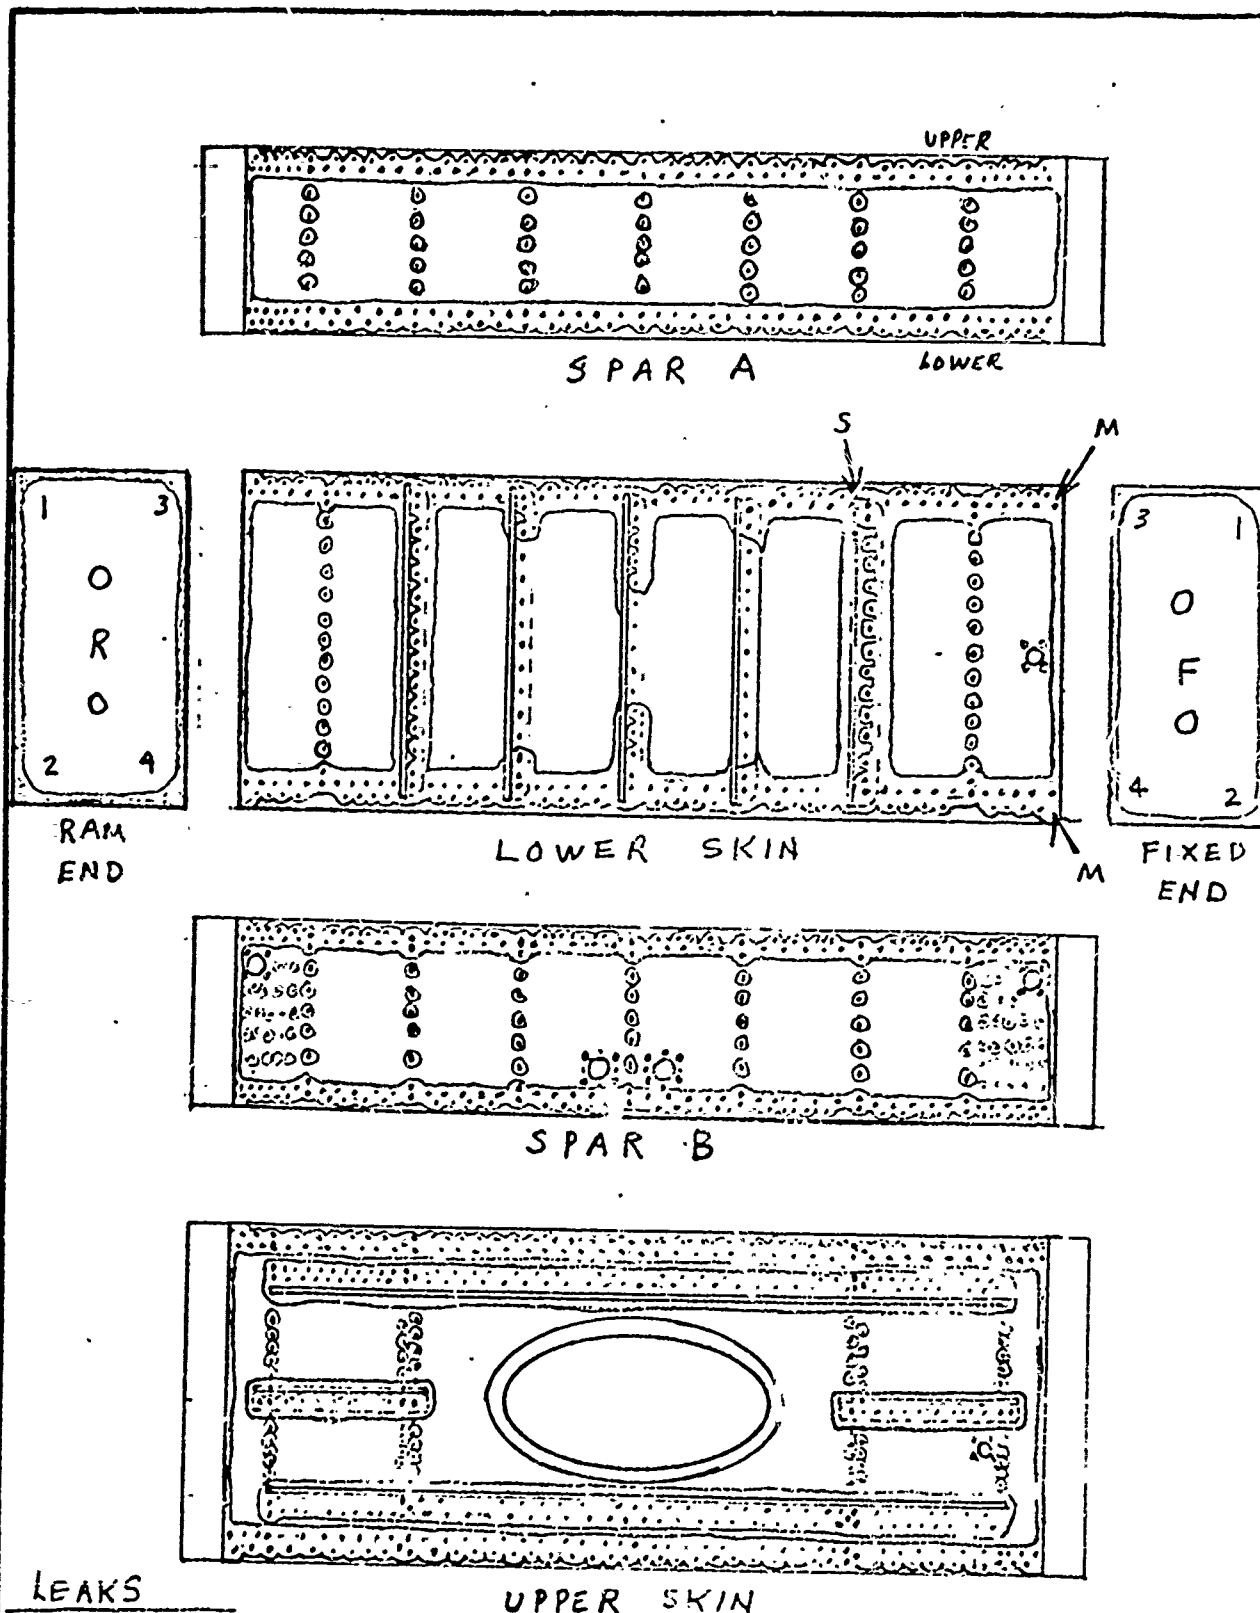 UPPER
SPAR A
LOWER
S
M
1 3
R
2 4
RAM
END
LOWER SKIN
3 1
F
4 2
FIXED
END
M
SPAR B
UPPER SKIN
LEAKS